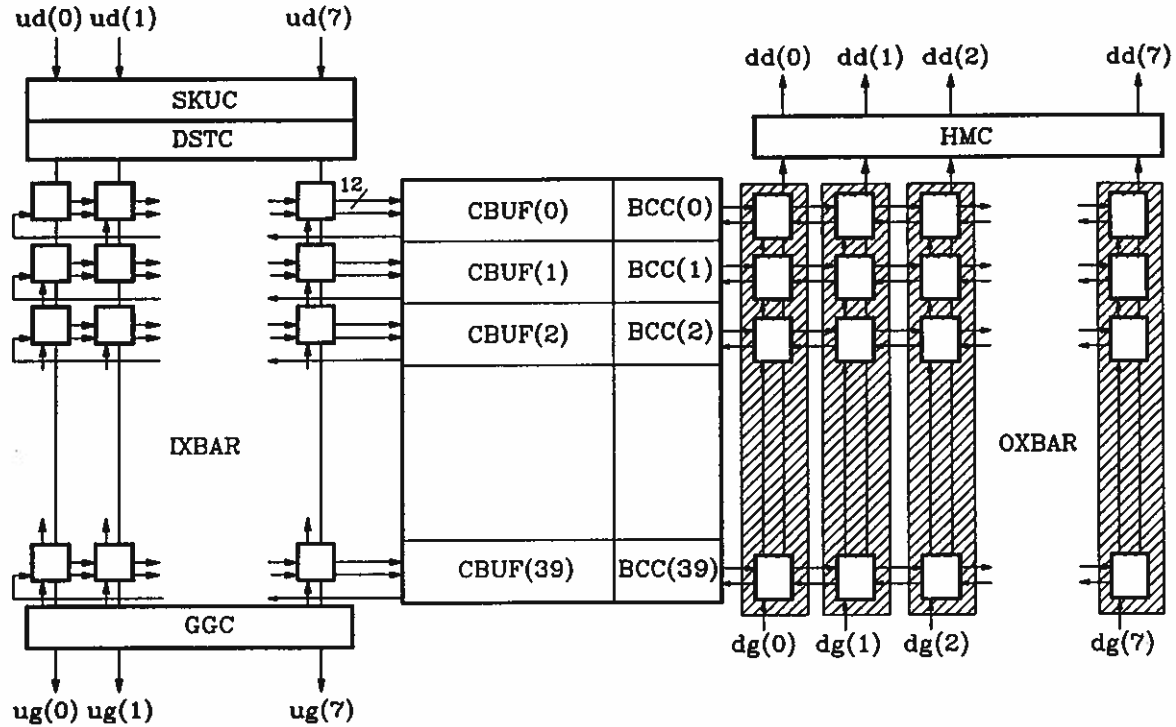 ud(0) ud(1) ud(7)
dd(0) dd(1) dd(2) dd(7)
SKUC
DSTC
HMC
12
CBUF(0) BCC(0)
CBUF(1) BCC(1)
CBUF(2) BCC(2)
IXBAR
OXBAR
CBUF(39) BCC(39)
GGC
dg(0) dg(1) dg(2) dg(7)
ug(0) ug(1) ug(7)